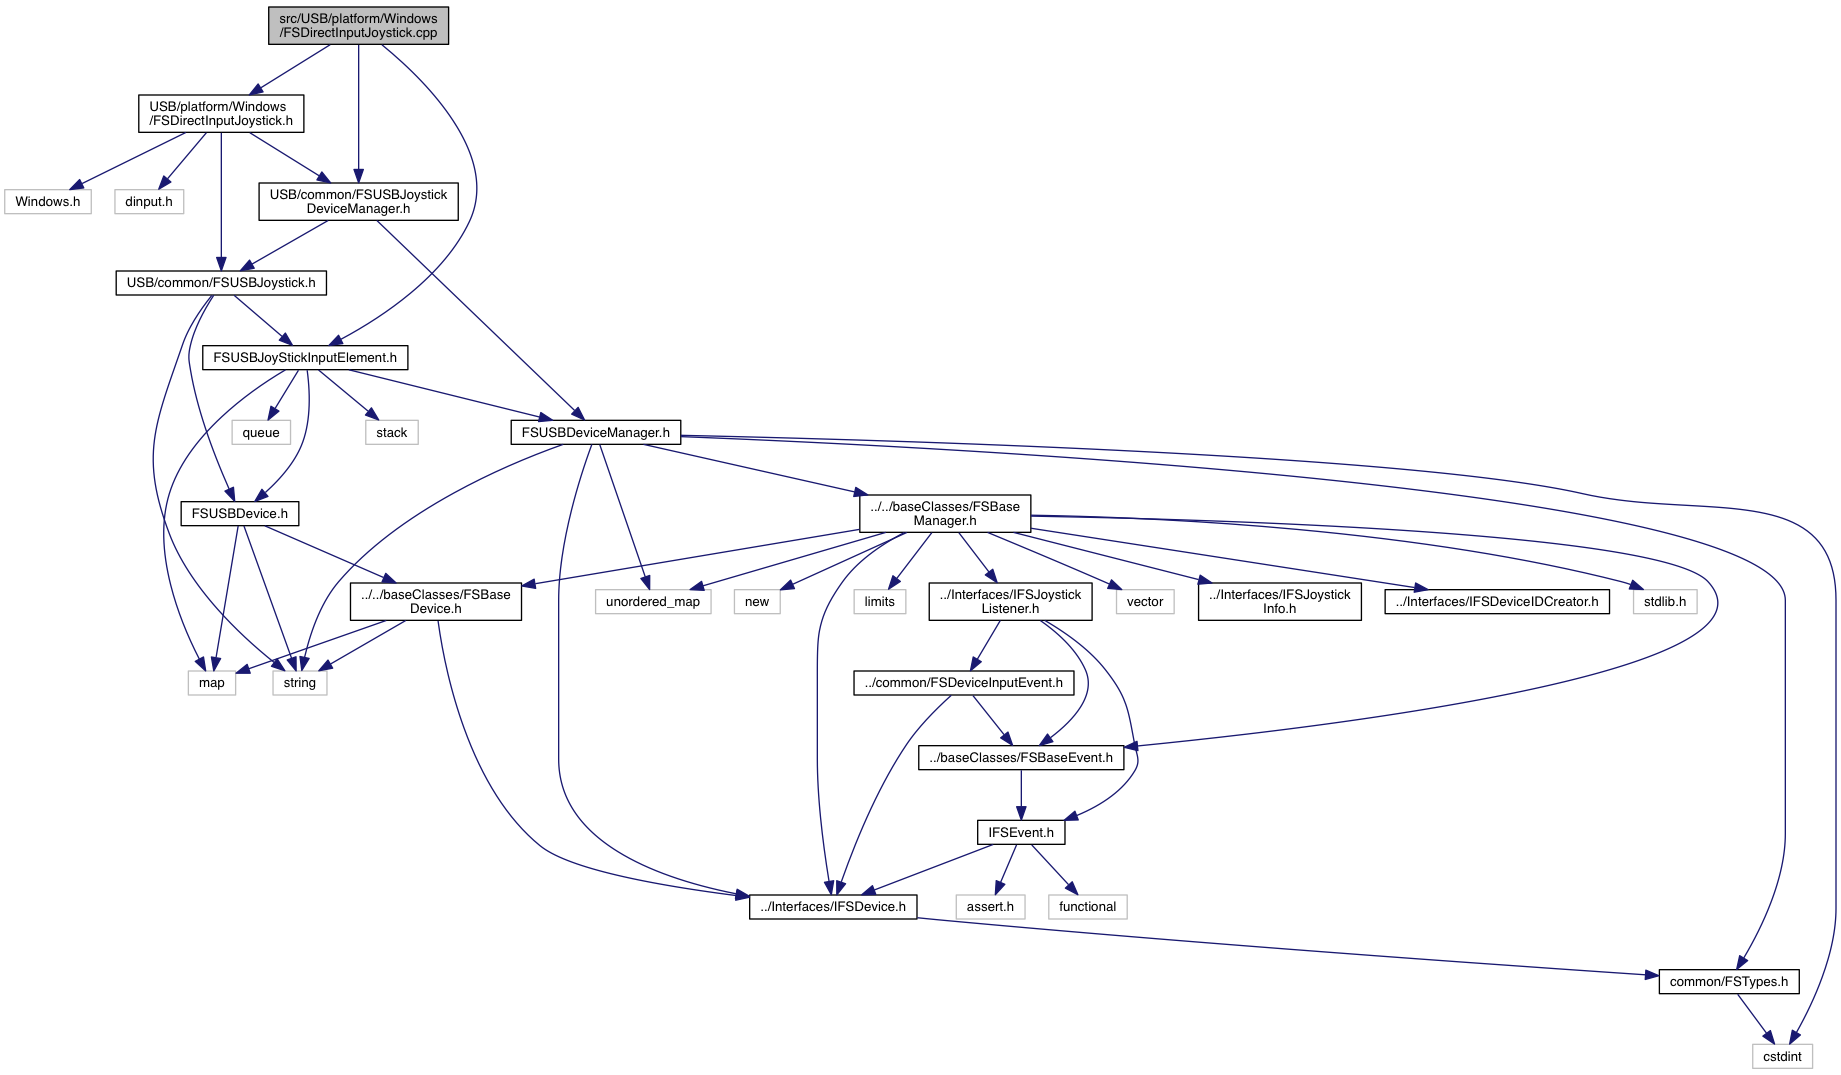 src/USB/platform/Windows
/FSDirectInputJoystick.cpp
USB/platform/Windows
/FSDirectInputJoystick.h
Windows.h
dinput.h
USB/common/FSUSBJoystick
DeviceManager.h
USB/common/FSUSBJoystick.h
FSUSBJoyStickInputElement.h
queue
stack
FSUSBDeviceManager.h
FSUSBDevice.h
../../baseClasses/FSBase
Manager.h
../../baseClasses/FSBase
Device.h
unordered_map
new
limits
../Interfaces/IFSJoystick
Listener.h
vector
../Interfaces/IFSJoystick
Info.h
../Interfaces/IFSDeviceIDCreator.h
stdlib.h
map
string
../common/FSDeviceInputEvent.h
../baseClasses/FSBaseEvent.h
IFSEvent.h
../Interfaces/IFSDevice.h
assert.h
functional
common/FSTypes.h
cstdint